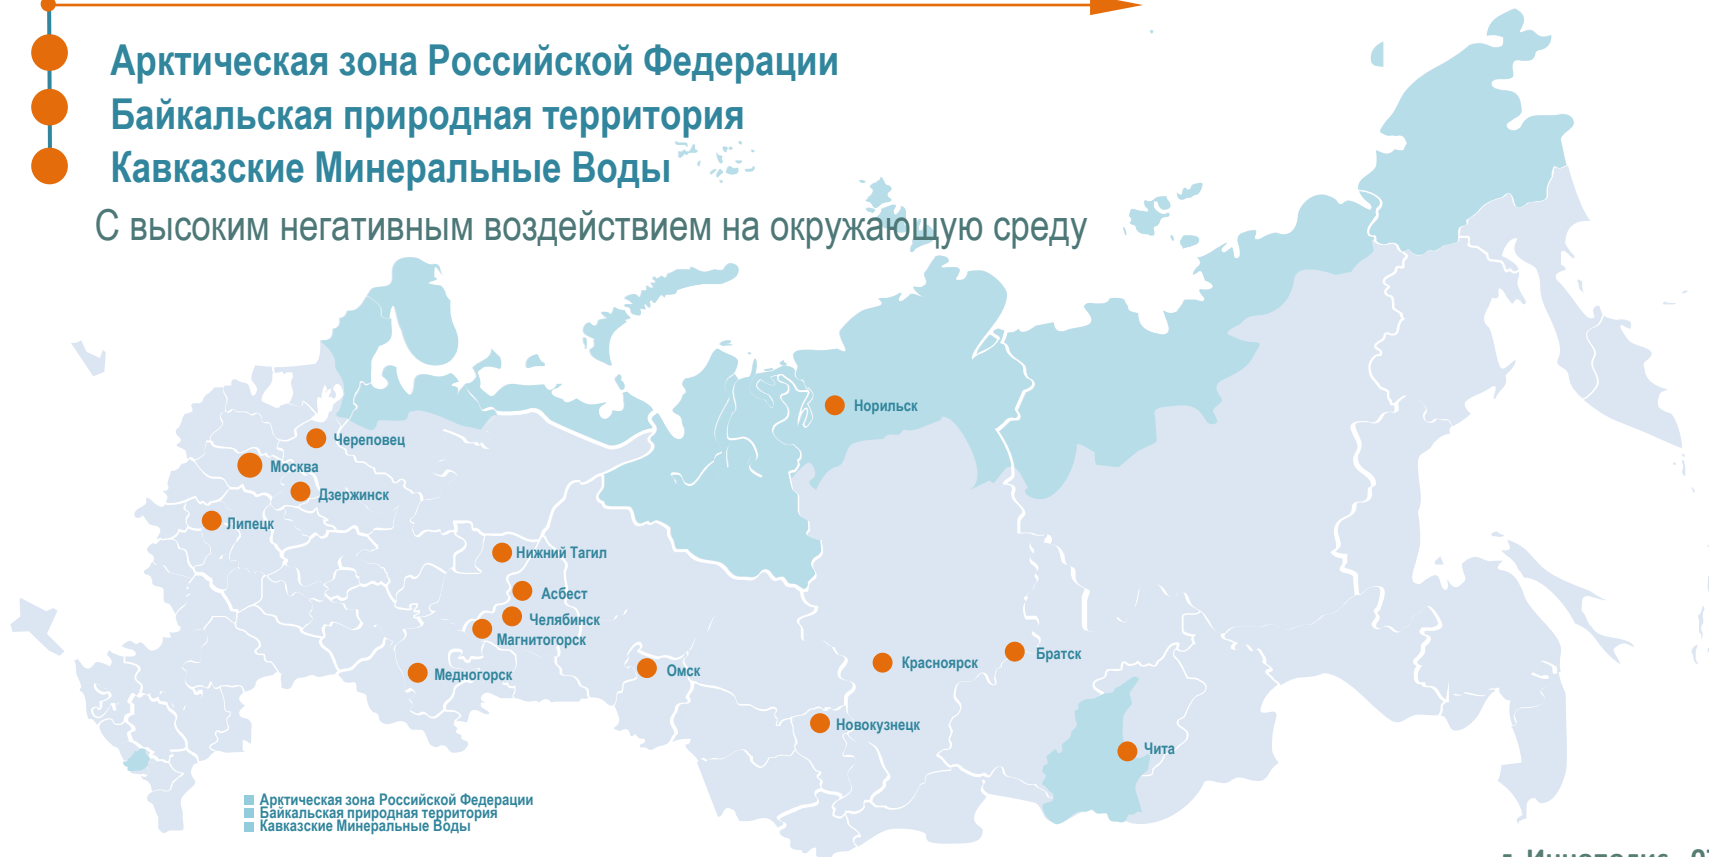 Арктическая зона Российской Федерации
Байкальская природная территория
Кавказские Минеральные Воды
С высоким негативным воздействием на окружающую среду
Норильск
Череповец
Москва
Дзержинск
Липецк
Нижний Тагил
Асбест
Челябинск
Магнитогорск
Медногорск
Омск
Красноярск
Братск
Новокузнецк
Чита
Арктическая зона Российской Федерации
Байкальская природная территория
Кавказские Минеральные Воды